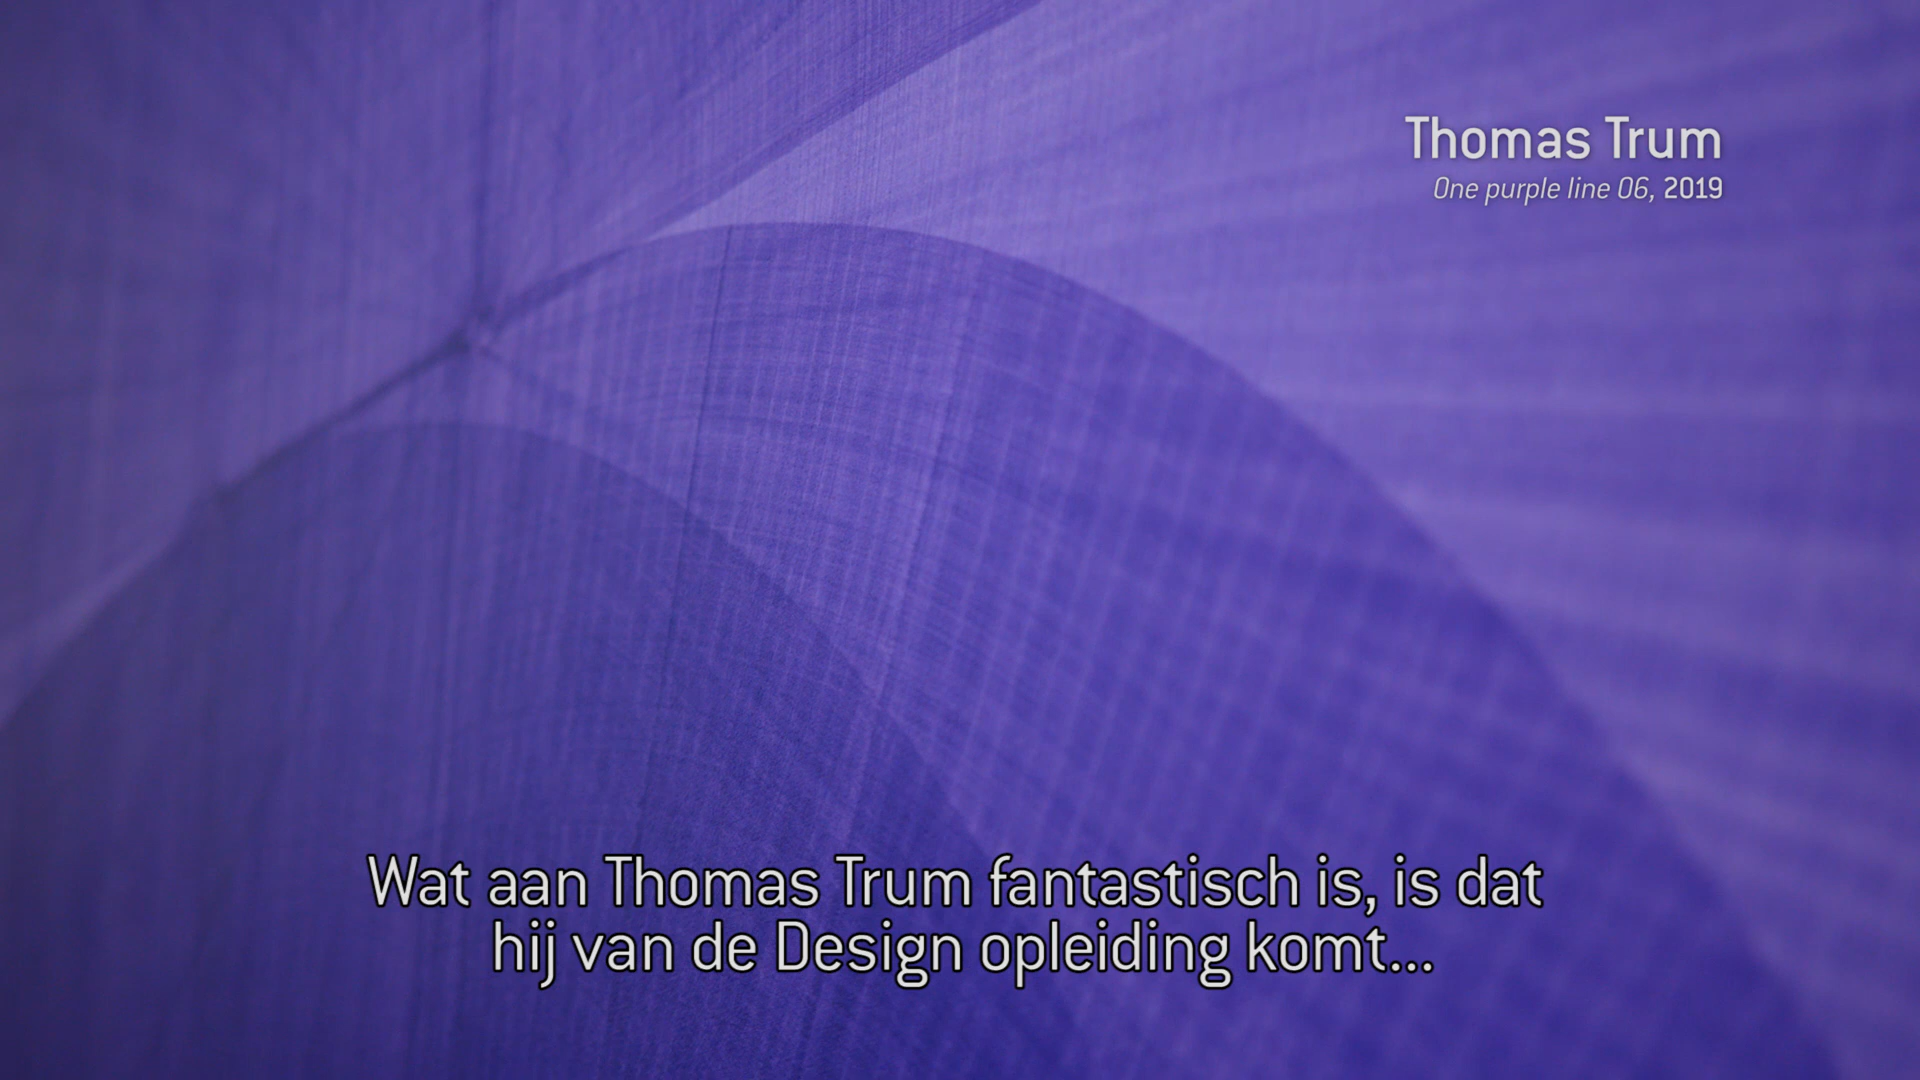 Thomas Trum
One purple line 06, 2019
Wat aan Thomas Trum fantastisch is, is dat
hij van de Design opleiding komt...